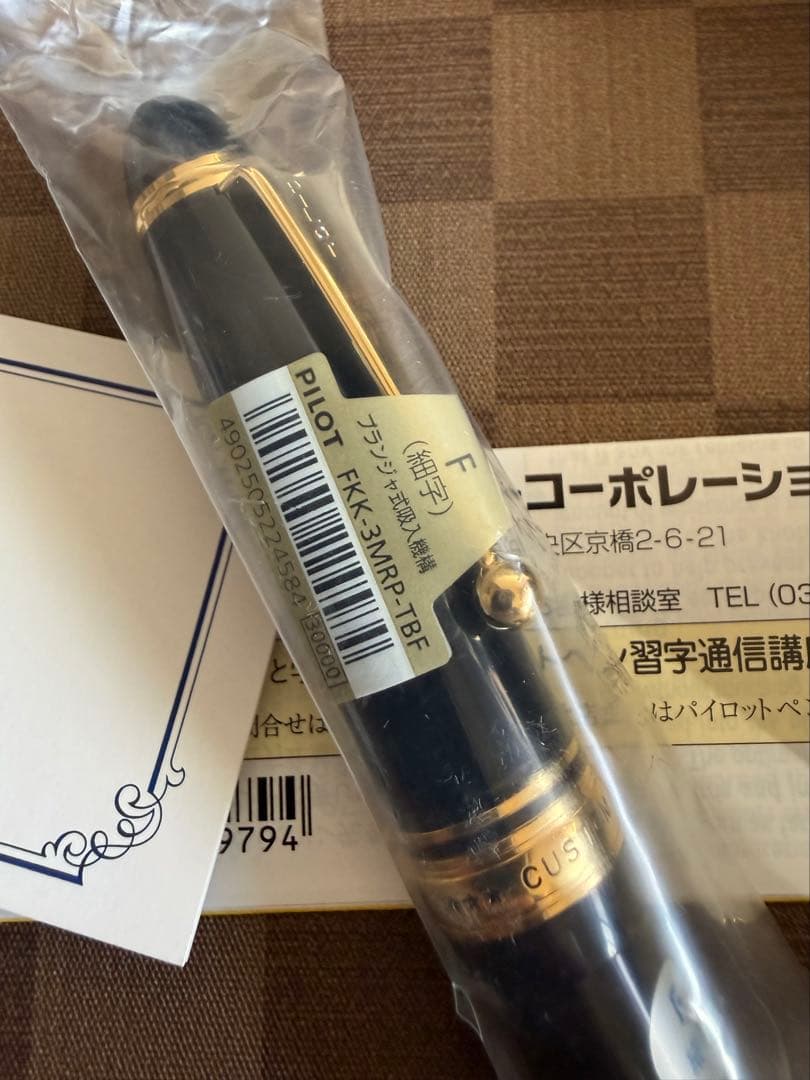 F
(細字)
プランジャ式吸入機構
PILOT FKK-3MRP-TBF
4902505224584 30000
コーポレーショ
区京橋2-6-21
様相談室 TEL(03
習字通信講
はパイロットペン
合せは
9794
*** CUS